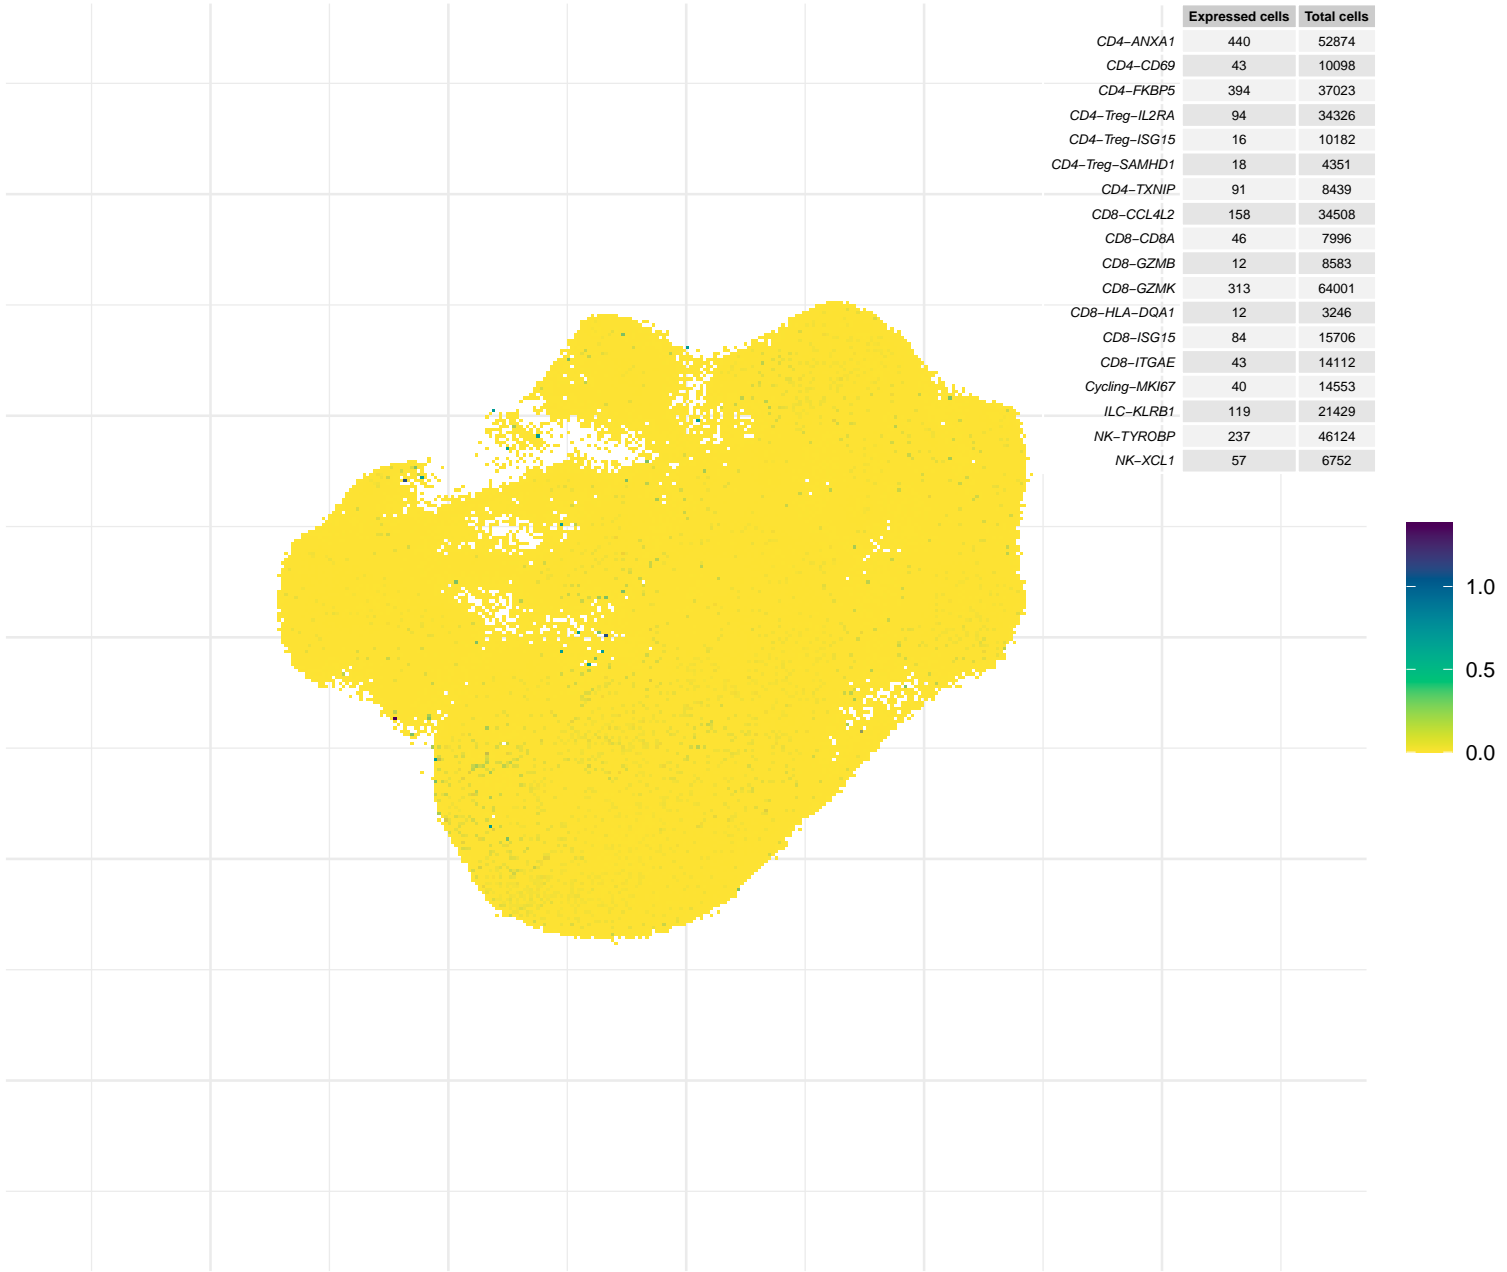 Expressed cells Total cells
CD4−ANXA1 440 52874
CD4−CD69 43 10098
CD4−FKBP5 394 37023
CD4−Treg−IL2RA 94 34326
CD4−Treg−ISG15 16 10182
CD4−Treg−SAMHD1 18 4351
CD4−TXNIP 91 8439
CD8−CCL4L2 158 34508
CD8−CD8A 46 7996
CD8−GZMB 12 8583
CD8−GZMK 313 64001
CD8−HLA−DQA1 12 3246
CD8−ISG15 84 15706
CD8−ITGAE 43 14112
Cycling−MKI67 40 14553
ILC−KLRB1 119 21429
NK−TYROBP 237 46124
NK−XCL1 57 6752
1.0
0.5
0.0